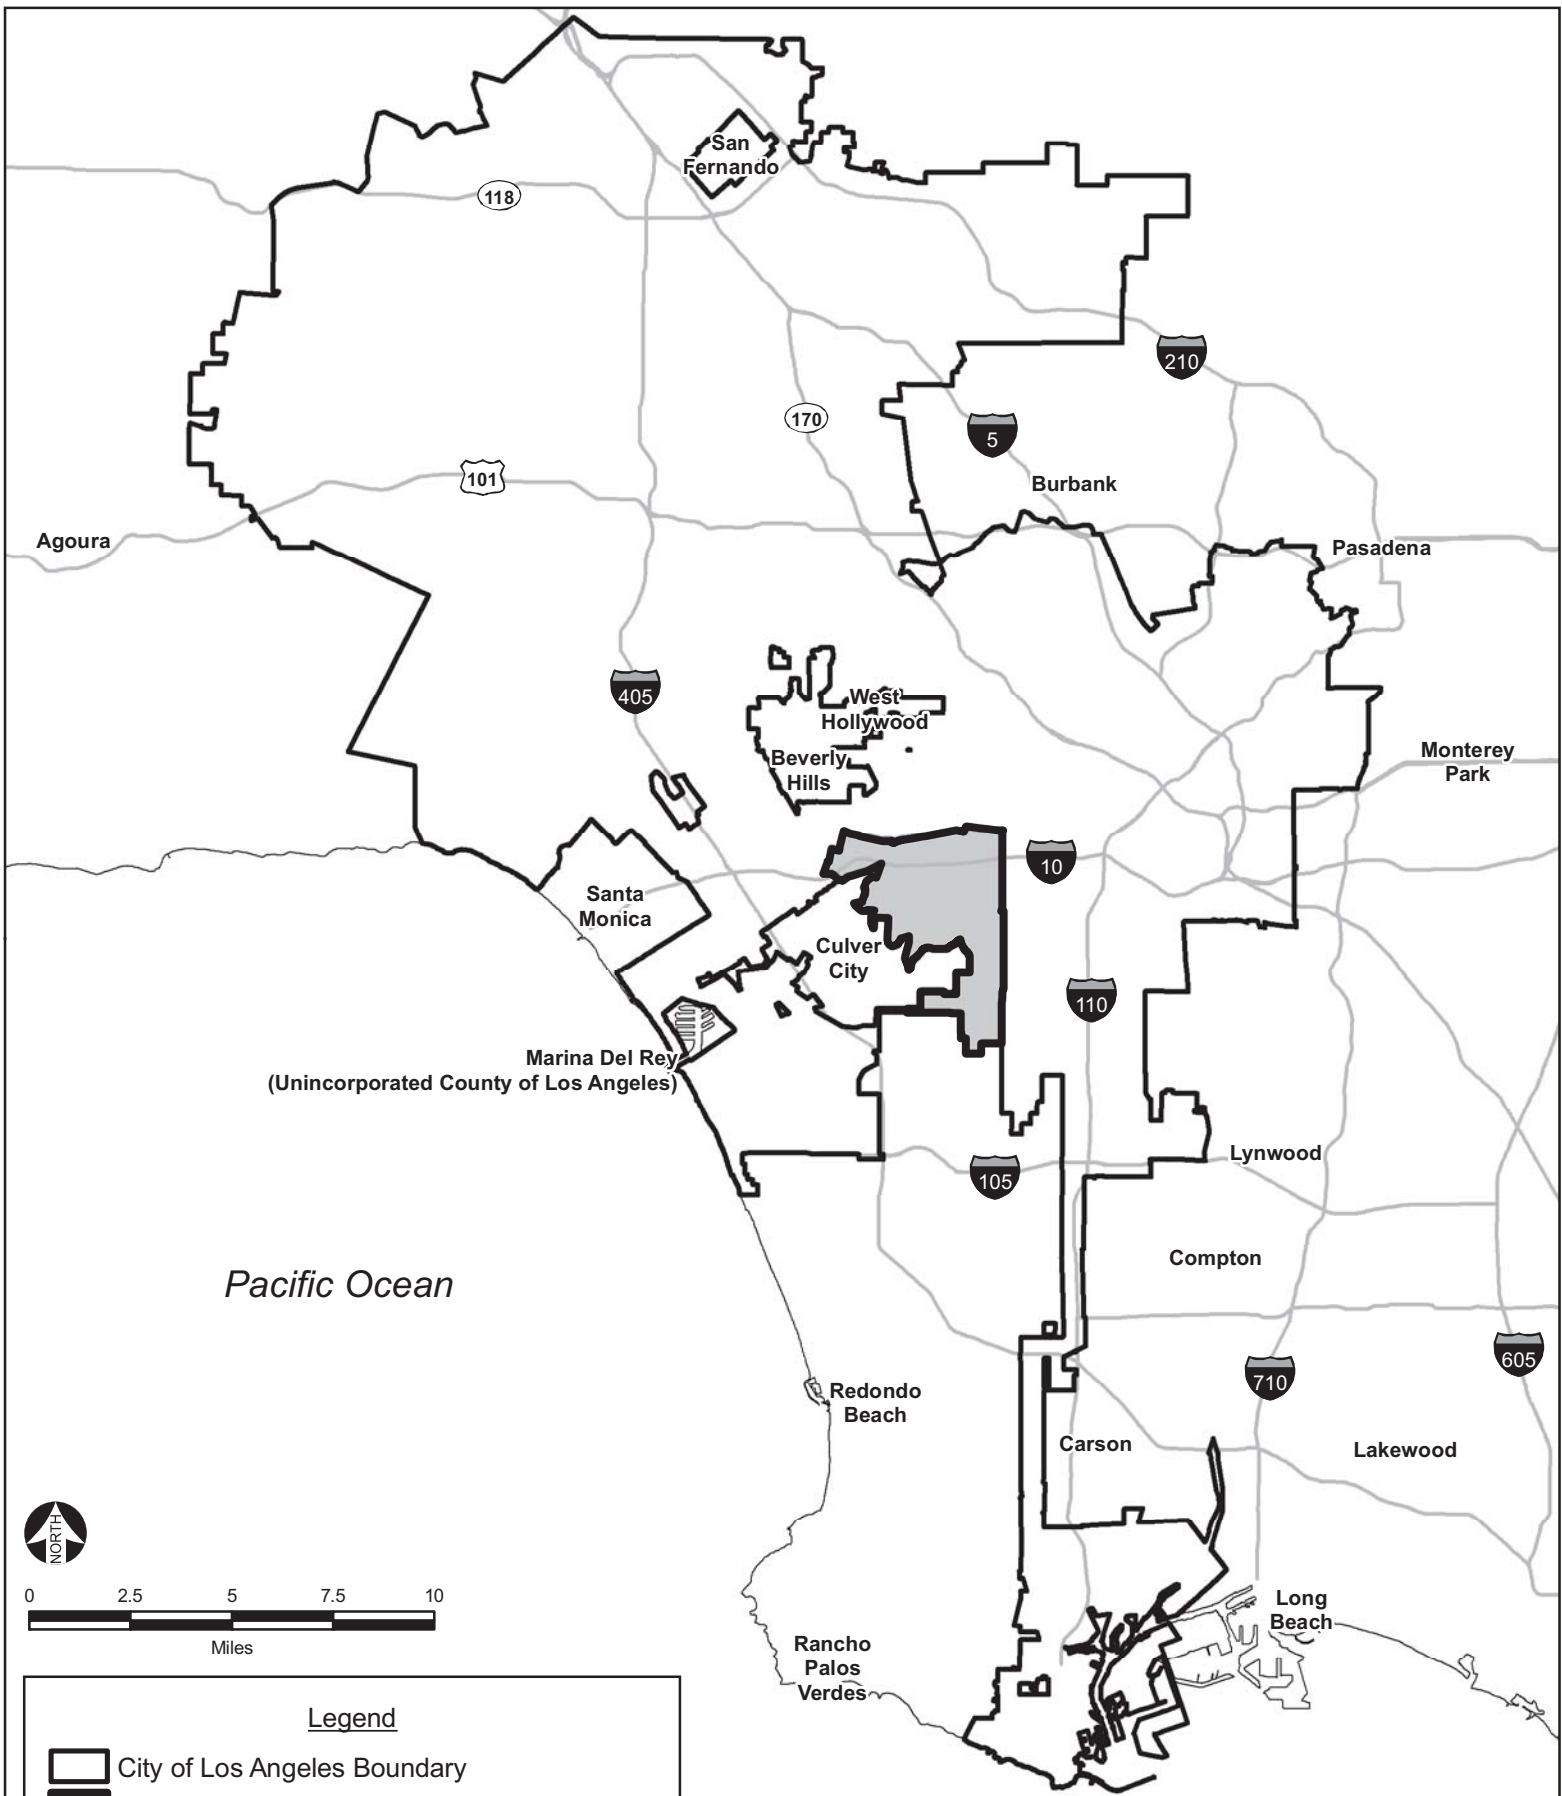 San
Fernando
118
210
170
5
Burbank
101
Agoura
Pasadena
405
West
Hollywood
Beverly
Hills
Monterey
Park
10
Santa
Monica
Culver
City
110
Marina Del Rey
(Unincorporated County of Los Angeles)
Lynwood
105
Compton
Pacific Ocean
605
710
Redondo
Beach
Carson
Lakewood
NORTH
0 2.5 5 7.5 10
Miles
Long
Beach
Rancho
Palos
Verdes
Legend
City of Los Angeles Boundary